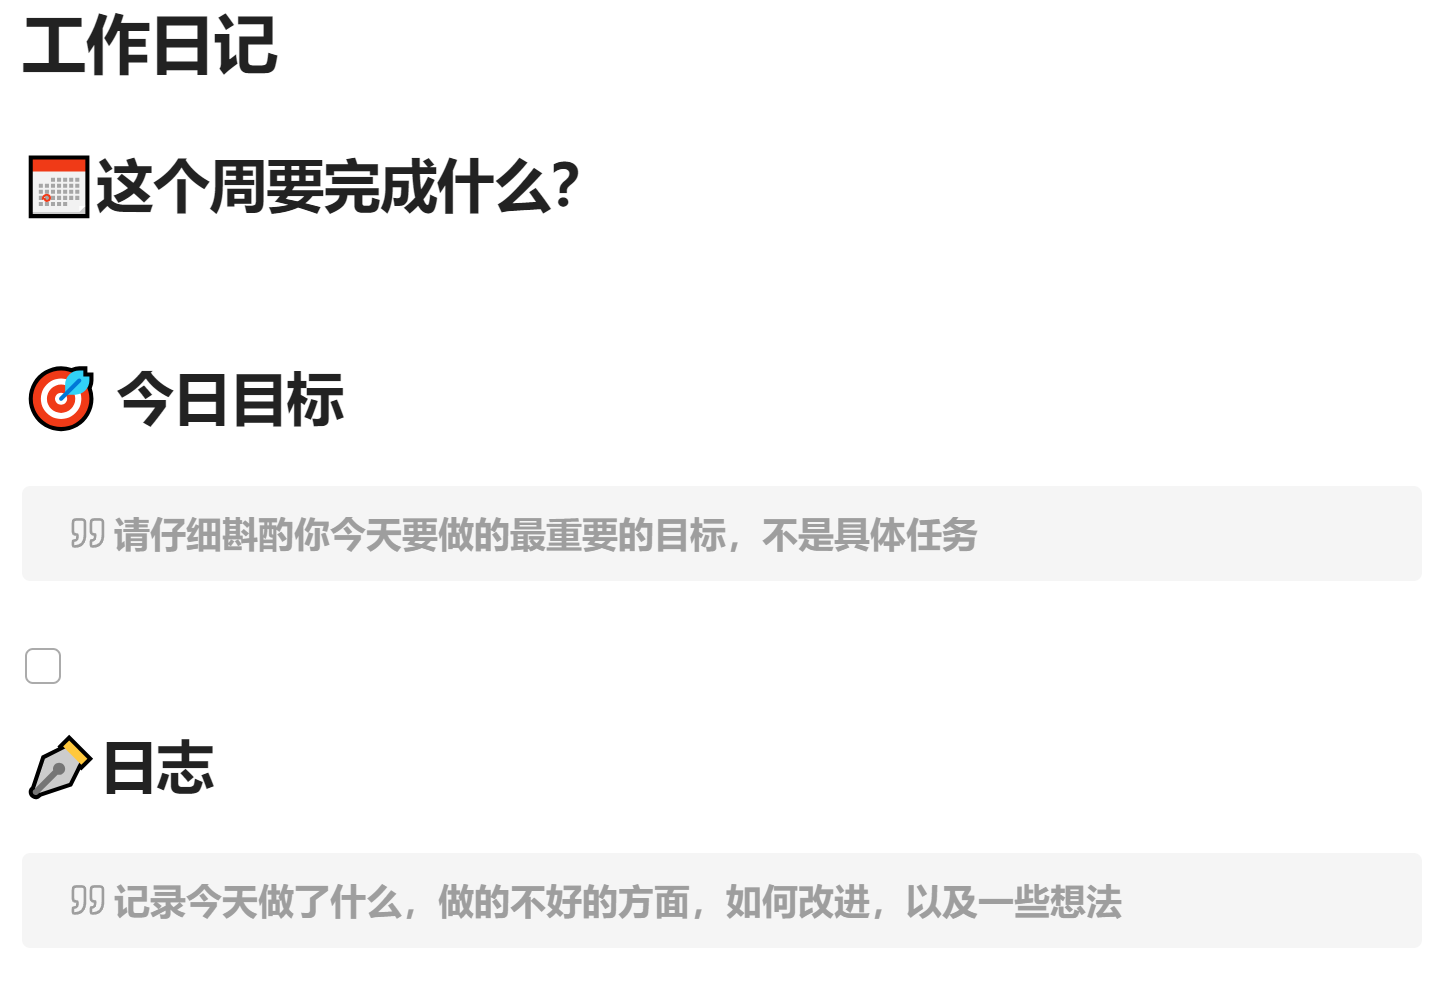 工作日记
这个周要完成什么？
今日目标
请仔细斟酌你今天要做的最重要的目标，不是具体任务
日志
记录今天做了什么，做的不好的方面，如何改进，以及一些想法